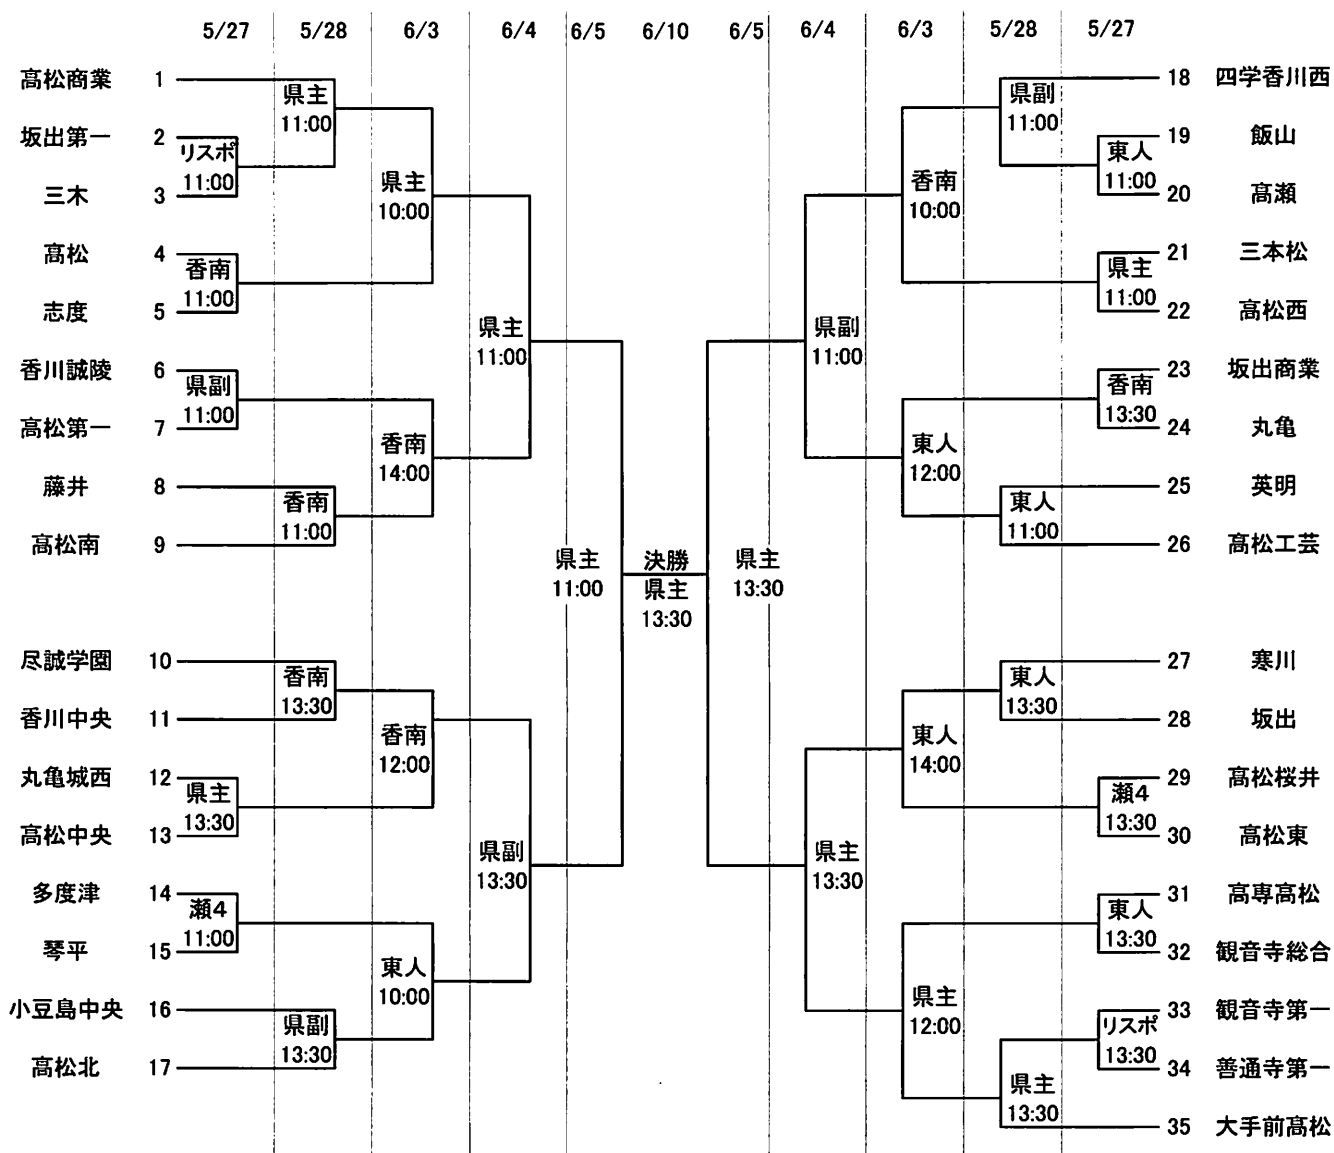 5/27 5/28 6/3 6/4 6/5 6/10 6/5 6/4 6/3 5/28 5/27
高松商業 1
坂出第一 2
三木 3
高松 4
志度 5
香川誠陵 6
高松第一 7
藤井 8
高松南 9
尽誠学園 10
香川中央 11
丸亀城西 12
高松中央 13
多度津 14
琴平 15
小豆島中央 16
高松北 17
リスポ
11:00
香南
11:00
県副
11:00
県主
13:30
瀬4
11:00
県主
11:00
香南
11:00
香南
13:30
県副
13:30
県主
10:00
香南
14:00
香南
12:00
東人
10:00
県主
11:00
県副
13:30
県主
11:00
決勝
県主
13:30
県主
13:30
県副
11:00
県主
13:30
香南
10:00
東人
12:00
東人
14:00
県主
12:00
県副
11:00
東人
11:00
東人
13:30
県主
13:30
東人
11:00
県主
11:00
香南
13:30
瀬4
13:30
東人
13:30
リスポ
13:30
18 四学香川西
19 飯山
20 高瀬
21 三本松
22 高松西
23 坂出商業
24 丸亀
25 英明
26 高松工芸
27 寒川
28 坂出
29 高松桜井
30 高松東
31 高専高松
32 観音寺総合
33 観音寺第一
34 善通寺第一
35 大手前高松